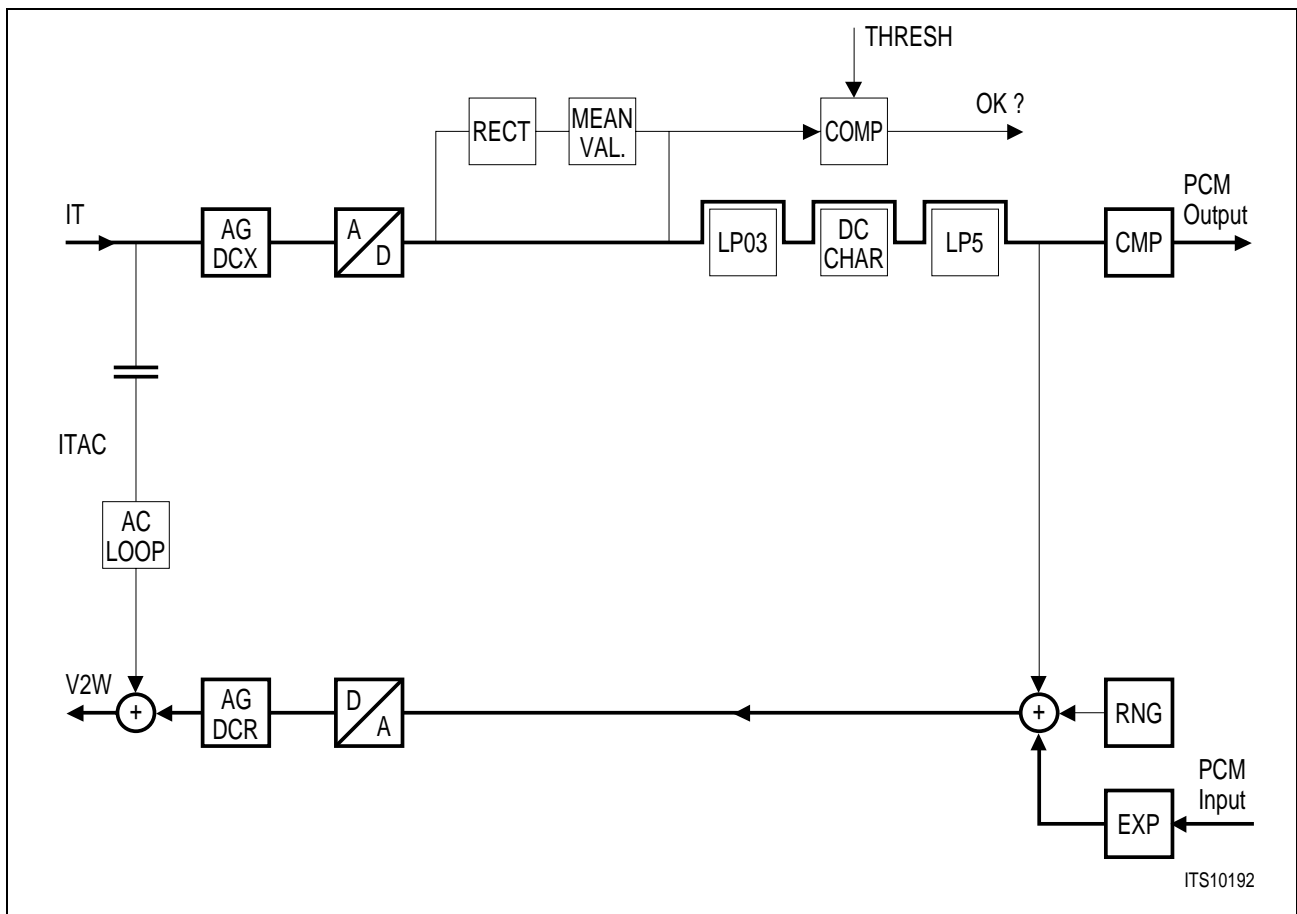 THRESH
OK ?
RECT
MEAN
VAL.
COMP
IT
AG
DCX
A
D
LP03
DC
CHAR
LP5
CMP
PCM
Output
ITAC
AC
LOOP
V2W
+
AG
DCR
D
A
+
RNG
PCM
Input
EXP
ITS10192